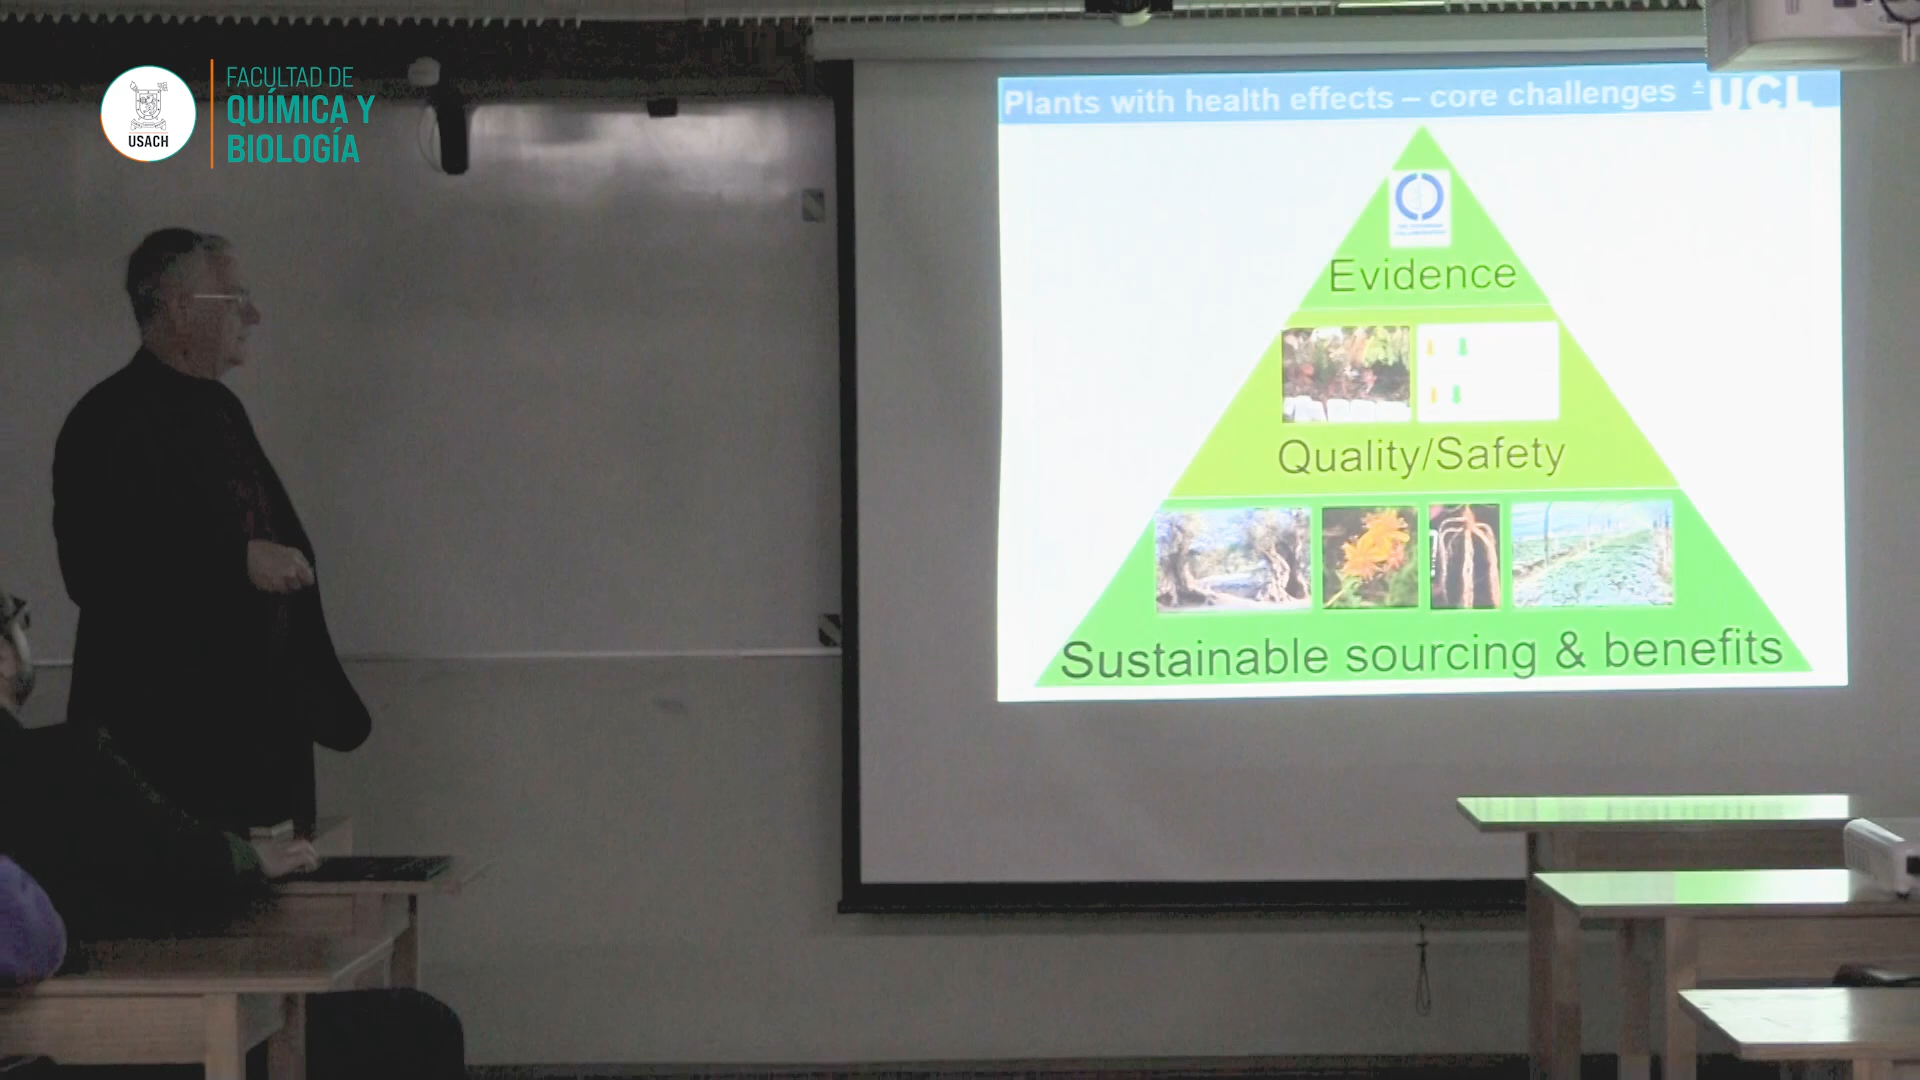 USACH
FACULTAD DE
QUÍMICA Y
BIOLOGÍA
Plants with health effects – core challenges
UCL
Evidence
Quality/Safety
Sustainable sourcing & benefits